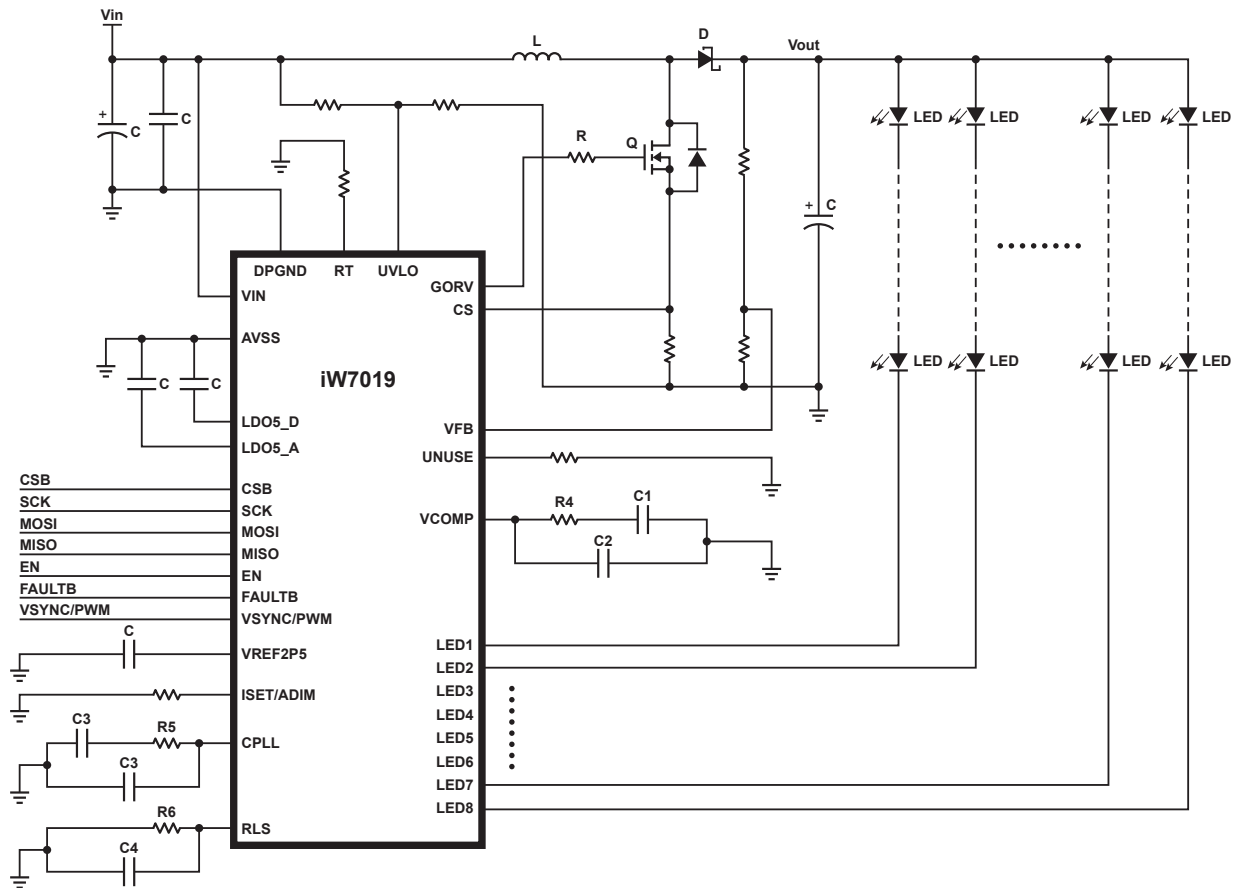 Vin
L
D
Vout
+
C
C
LED
LED
LED
LED
R
Q
+
C
DPGND
RT
UVLO
GORV
VIN
CS
AVSS
LED
LED
LED
LED
C
C
iW7019
LDO5_D
VFB
LDO5_A
UNUSE
CSB
CSB
SCK
SCK
MOSI
MOSI
MISO
MISO
EN
EN
FAULTB
FAULTB
VSYNC/PWM
VSYNC/PWM
VCOMP
R4
C1
C2
C
VREF2P5
LED1
LED2
ISET/ADIM
LED3
LED4
C3
R5
CPLL
LED5
C3
LED6
LED7
LED8
R6
RLS
C4